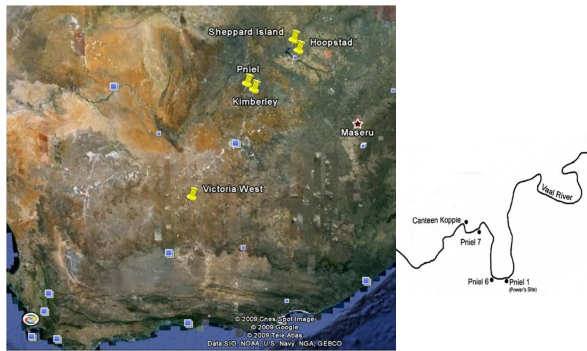 Sheppard Island
Hoopstad
Pniel
Kimberley
Maseru
Victoria West
© 2009 Cnes/Spot Image
© 2009 Google
© 2009 Tele Atlas
Data SIO, NOAA, U.S. Navy, NGA, GEBCO
Vaal River
Canteen Koppie
Pniel 7
Pniel 6
Pniel 1
(Power's Site)